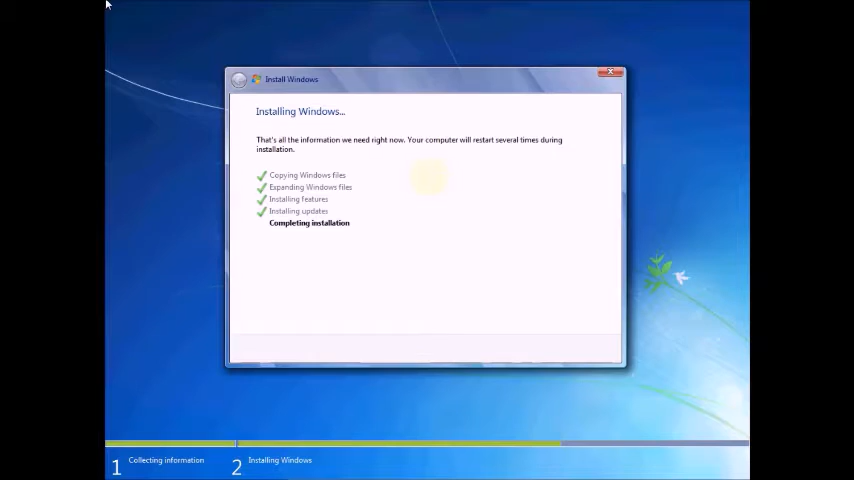 Install Windows
Installing Windows...
That's all the information we need right now. Your computer will restart several times during
installation.
Copying Windows files
Expanding Windows files
Installing features
Installing updates
Completing installation
1 Collecting information
2 Installing Windows